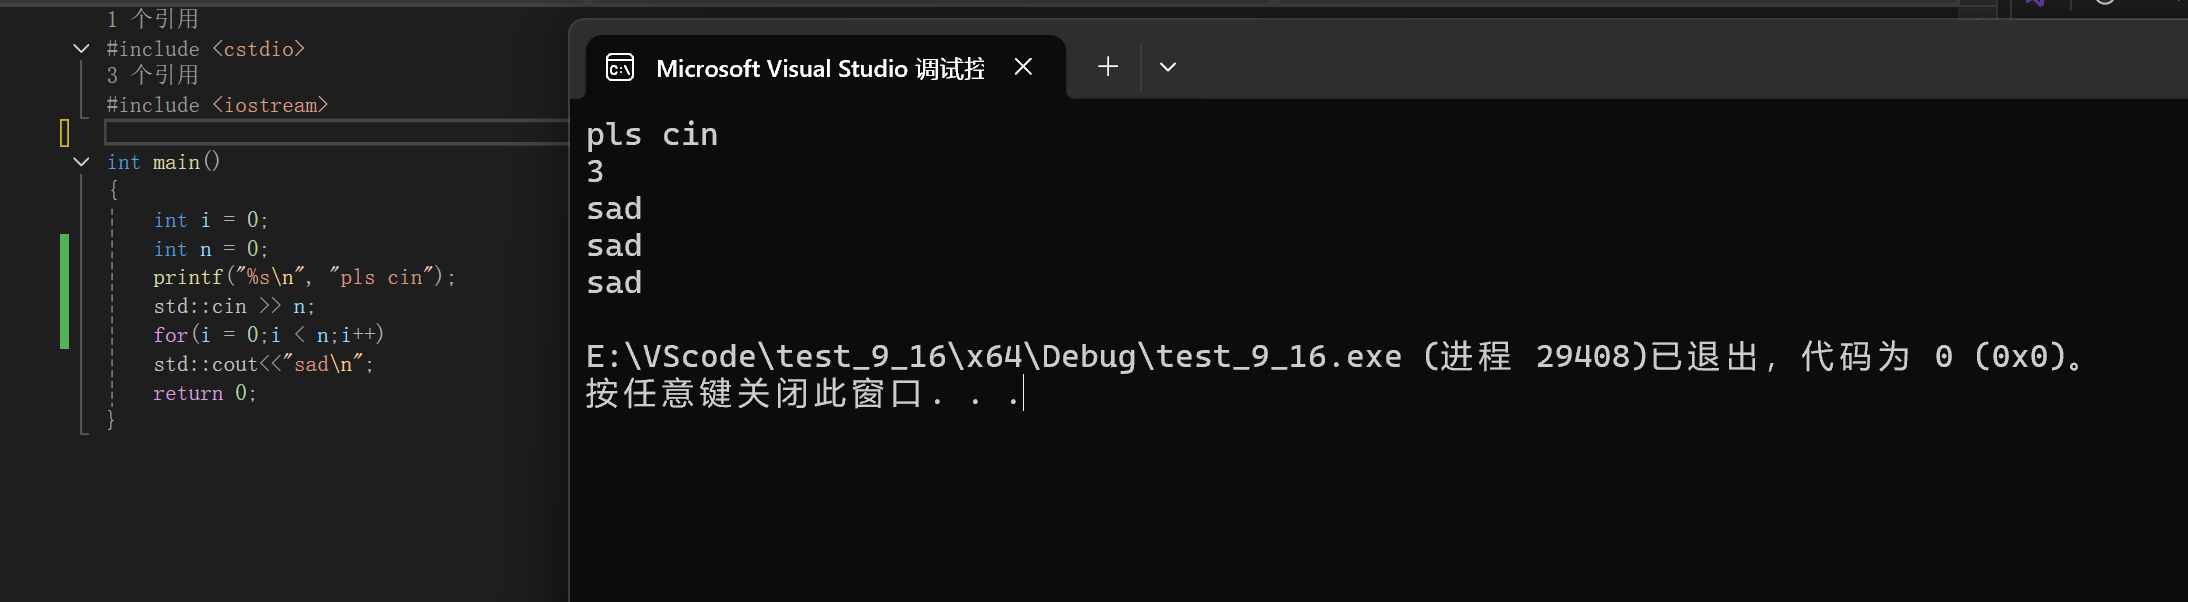 1 个引用
#include <cstdio>
3 个引用
#include <iostream>
int main()
{
int i = 0;
int n = 0;
printf("%s\n", "pls cin");
std::cin >> n;
for(i = 0;i < n;i++)
std::cout<<"sad\n";
return 0;
}
Microsoft Visual Studio 调试控
pls cin
3
sad
sad
sad
E:\VScode\test_9_16\x64\Debug\test_9_16.exe (进程 29408)已退出，代码为 0 (0x0)。
按任意键关闭此窗口. . .